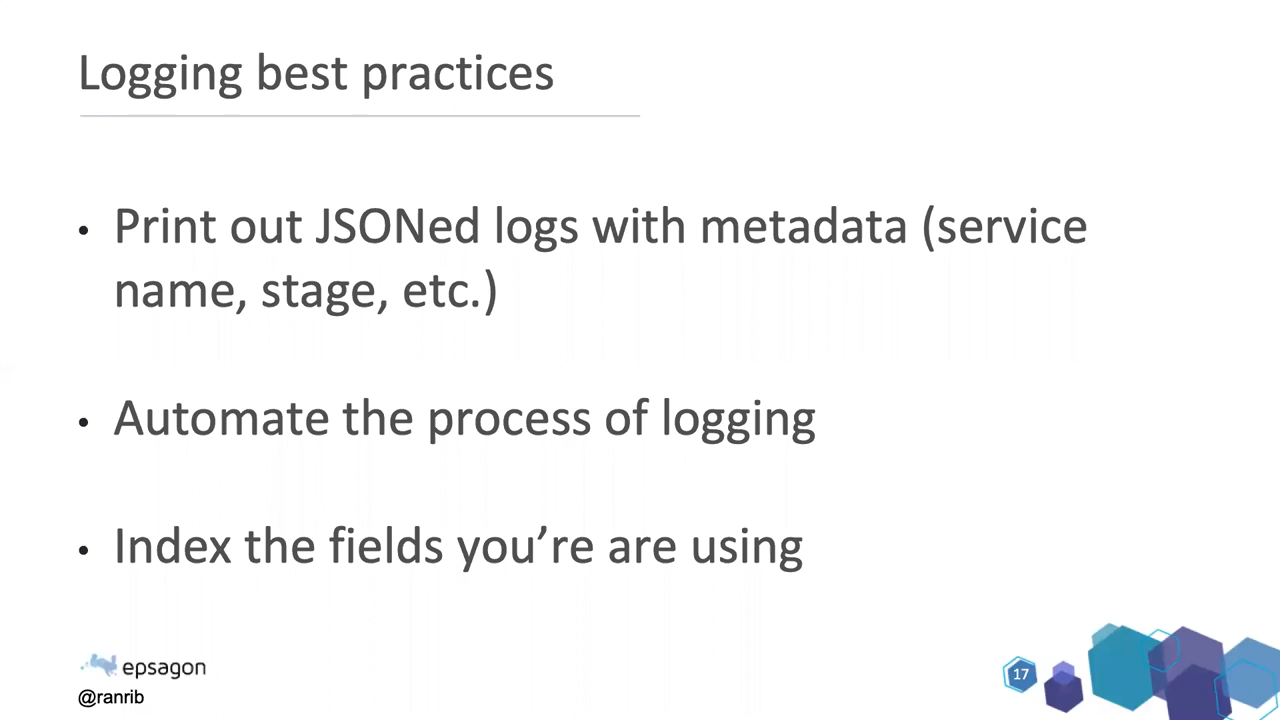 Logging best practices
• Print out JSONed logs with metadata (service
name, stage, etc.)
• Automate the process of logging
• Index the fields you’re are using
epsagon
@ranrib
17